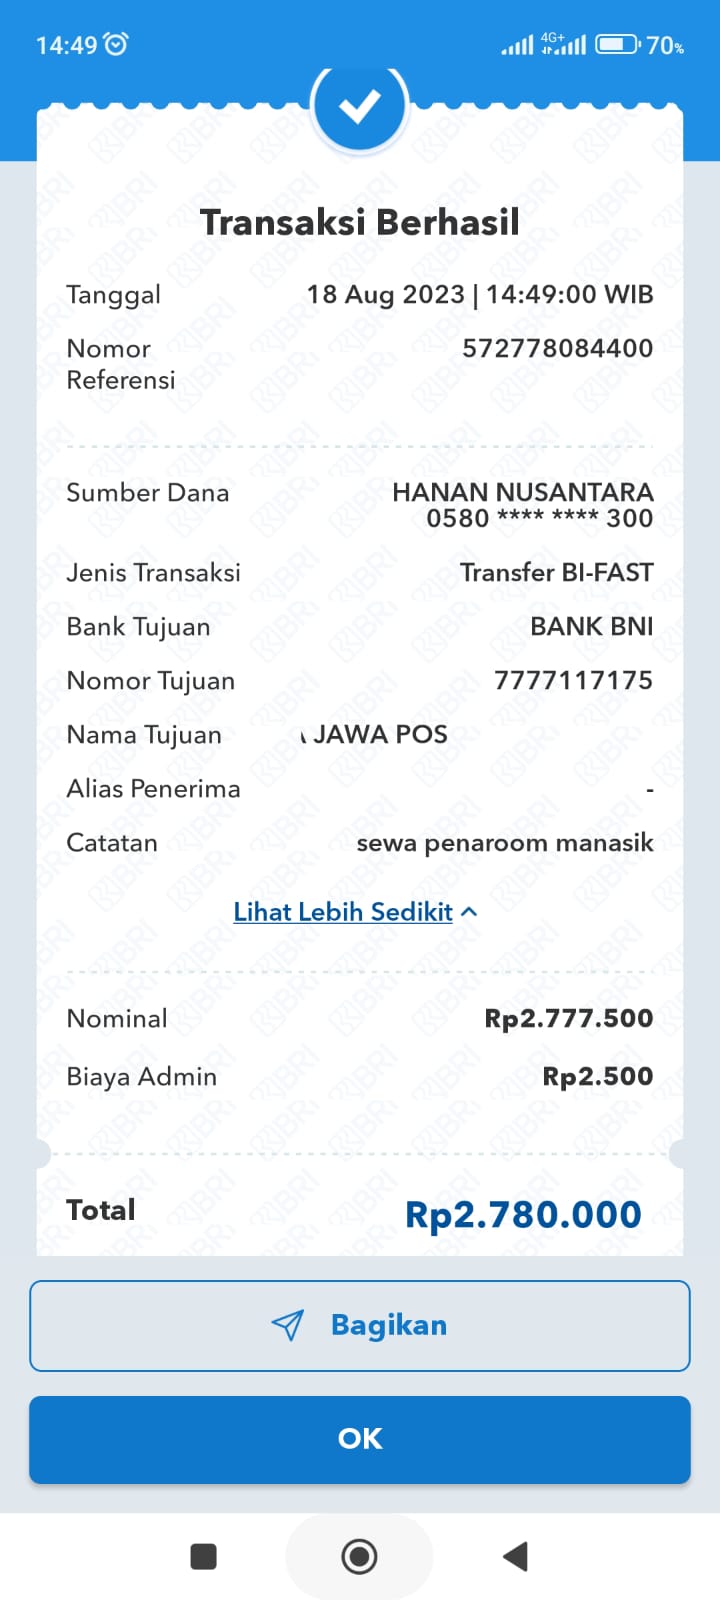 14:49 4G+ 70%
Transaksi Berhasil
Tanggal 18 Aug 2023 | 14:49:00 WIB
Nomor Referensi 572778084400
Sumber Dana HANAN NUSANTARA
0580 **** **** 300
Jenis Transaksi Transfer BI-FAST
Bank Tujuan BANK BNI
Nomor Tujuan 7777117175
Nama Tujuan JAWA POS
Alias Penerima -
Catatan sewa penaroom manasik
Lihat Lebih Sedikit
Nominal Rp2.777.500
Biaya Admin Rp2.500
Total Rp2.780.000
Bagikan
OK